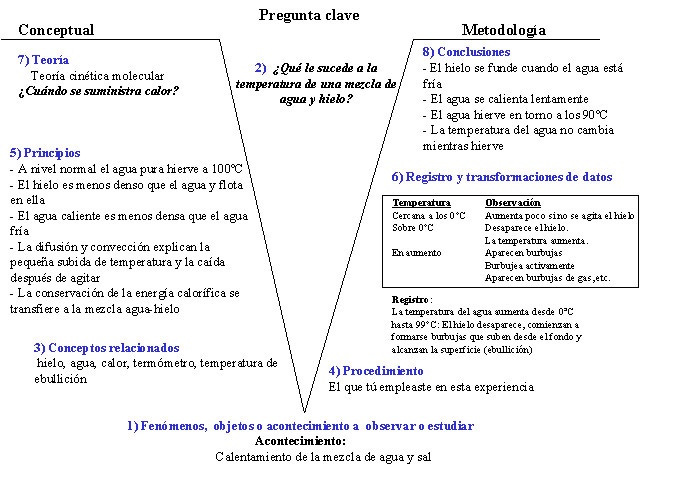 Pregunta clave
Conceptual
Metodología
7) Teoría
Teoría cinética molecular
¿Cuándo se suministra calor?
2) ¿Qué le sucede a la
temperatura de una mezcla de
agua y hielo?
8) Conclusiones
- El hielo se funde cuando el agua está
fría
- El agua se calienta lentamente
- El agua hierve en torno a los 90ºC
- La temperatura del agua no cambia
mientras hierve
5) Principios
- A nivel normal el agua pura hierve a 100ºC
- El hielo es menos denso que el agua y flota
en ella
- El agua caliente es menos densa que el agua
fría
- La difusión y convección explican la
pequeña subida de temperatura y la caída
después de agitar
- La conservación de la energía calorífica se
transfiere a la mezcla agua-hielo
6) Registro y transformaciones de datos
Temperatura Observación
Cercana a los 0ºC Aumenta poco si no se agita el hielo
Sobre 0ºC Desaparece el hielo.
La temperatura aumenta.
En aumento Aparecen burbujas
Burbujea activamente
Aparecen burbujas de gas,etc.
Registro:
La temperatura del agua aumenta desde 0ºC
hasta 99ºC: El hielo desaparece, comienzan a
formarse burbujas que suben desde el fondo y
alcanzan la superficie (ebullición)
3) Conceptos relacionados
hielo, agua, calor, termómetro, temperatura de
ebullición
4) Procedimiento
El que tú empleaste en esta experiencia
1) Fenómenos, objetos o acontecimiento a observar o estudiar
Acontecimiento:
Calentamiento de la mezcla de agua y sal